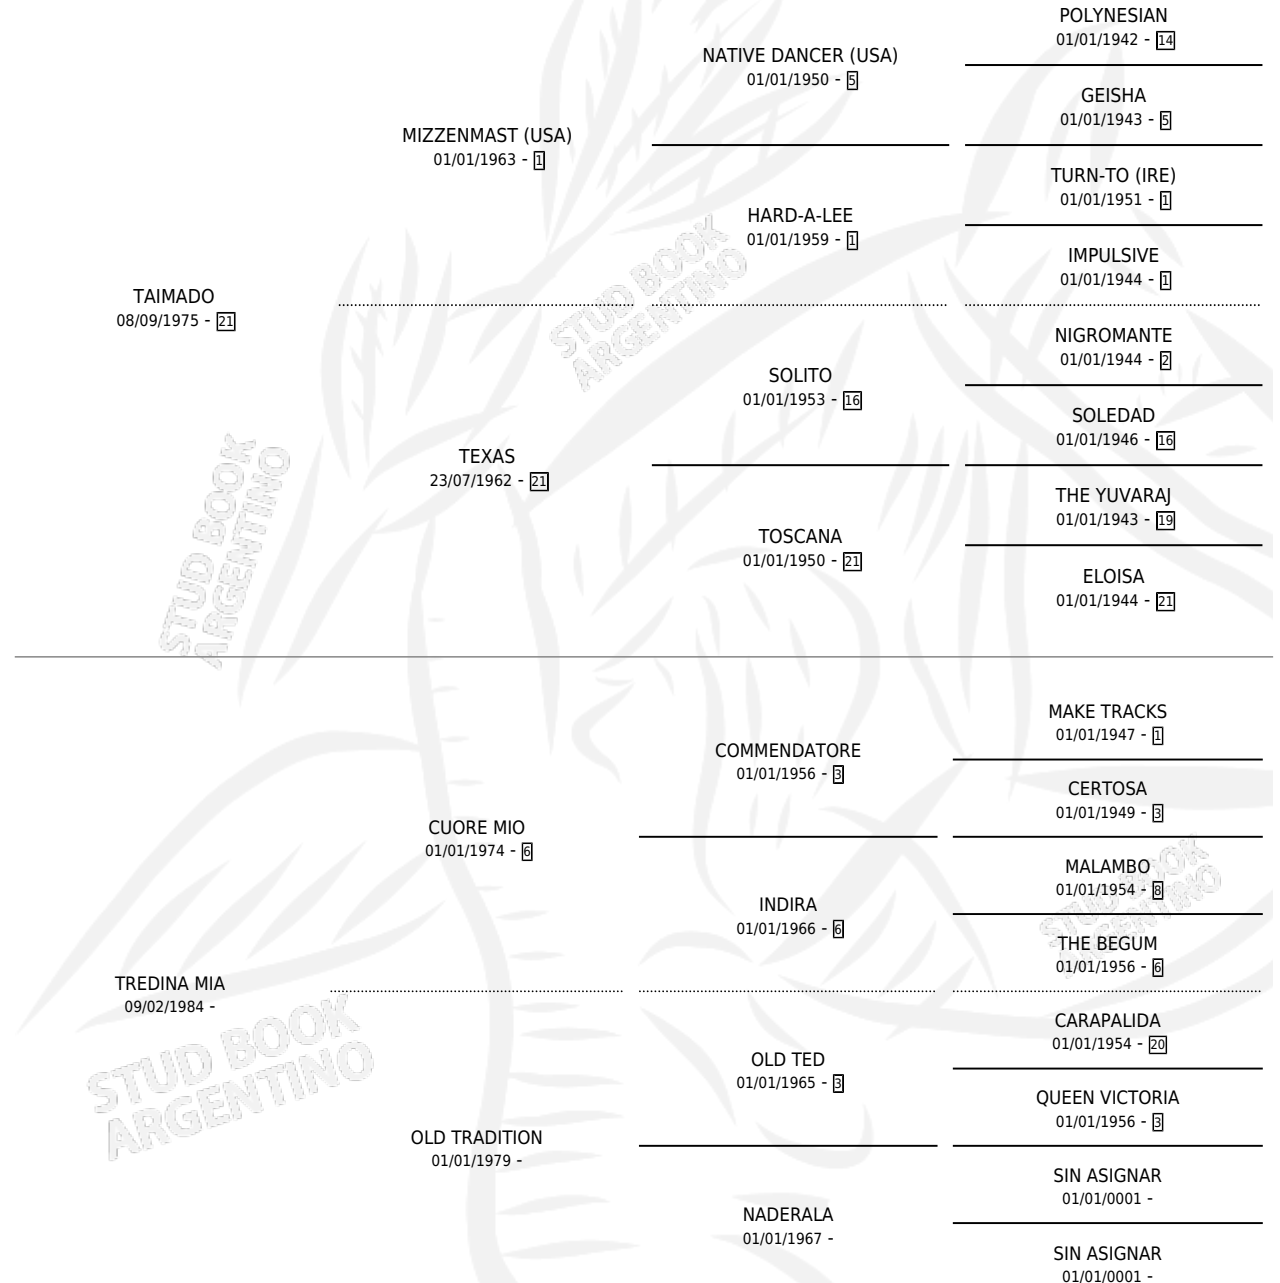 POLYNESIAN
01/01/1942 - 14
NATIVE DANCER (USA)
01/01/1950 - 5
GEISHA
01/01/1943 - 5
MIZZENMAST (USA)
01/01/1963 - 1
TURN-TO (IRE)
01/01/1951 - 1
HARD-A-LEE
01/01/1959 - 1
IMPULSIVE
01/01/1944 - 1
TAIMADO
08/09/1975 - 21
STUD BOOK
ARGENTINO
NIGROMANTE
01/01/1944 - 2
SOLITO
01/01/1953 - 16
SOLEDAD
01/01/1946 - 16
TEXAS
23/07/1962 - 21
THE YUVARAJ
01/01/1943 - 19
TOSCANA
01/01/1950 - 21
ELOISA
01/01/1944 - 21
STUD BOOK
ARGENTINO
MAKE TRACKS
01/01/1947 - 1
COMMENDATORE
01/01/1956 - 3
CERTOSA
01/01/1949 - 3
CUORE MIO
01/01/1974 - 6
MALAMBO
01/01/1954 - 8
INDIRA
01/01/1966 - 6
STUD BOOK
ARGENTINO
THE BEGUM
01/01/1956 - 6
TREDINA MIA
09/02/1984 -
CARAPALIDA
01/01/1954 - 20
OLD TED
01/01/1965 - 3
STUD BOOK
ARGENTINO
QUEEN VICTORIA
01/01/1956 - 3
OLD TRADITION
01/01/1979 -
SIN ASIGNAR
01/01/0001 -
NADERALA
01/01/1967 -
SIN ASIGNAR
01/01/0001 -